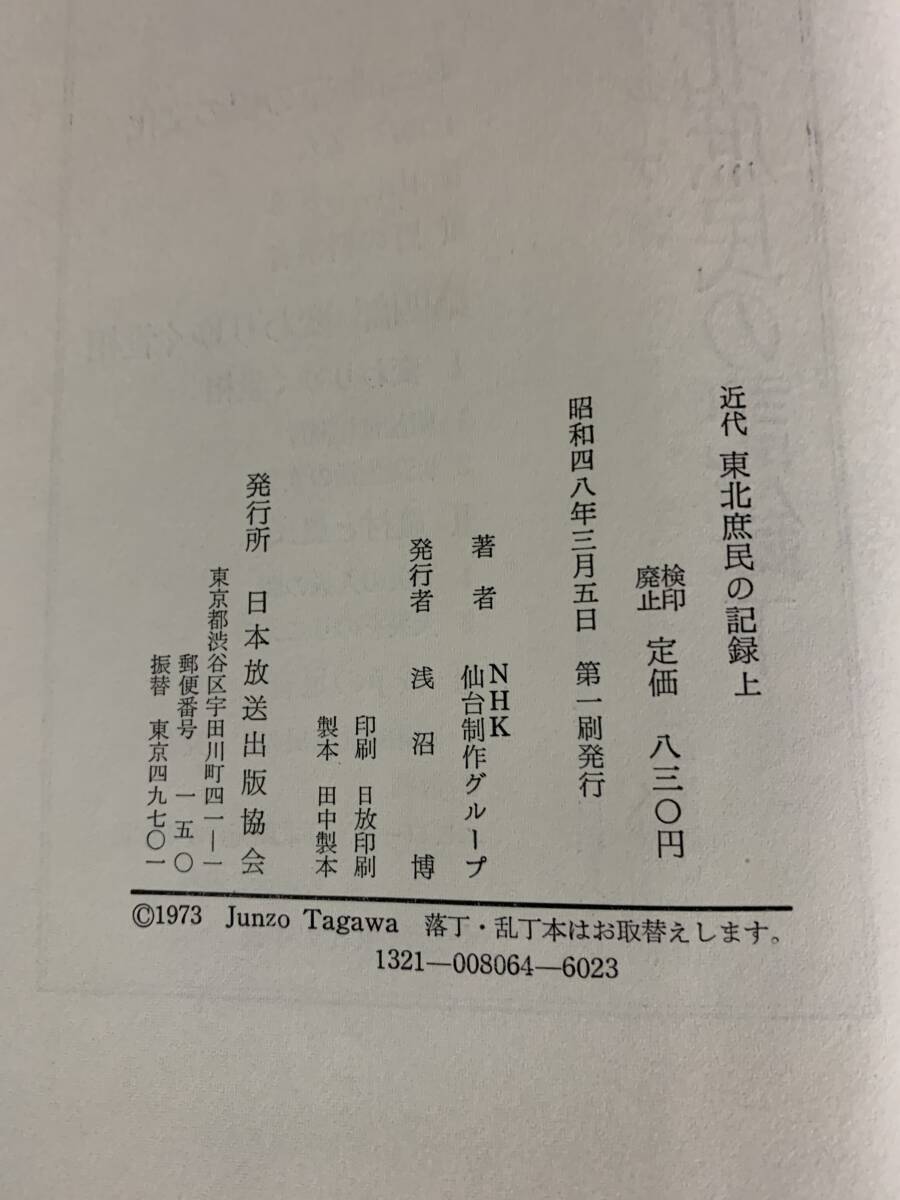 近代 東北庶民の記録 上
検印
廃止
定価 八三〇円
昭和四八年三月五日 第一刷発行
著者 NHK
仙台制作グループ
発行者 浅沼 博
印刷 日放印刷
製本 田中製本
発行所 日本放送出版協会
東京都渋谷区宇田川町四一―一
郵便番号 一五〇
振替 東京四九七〇一
©1973 Junzo Tagawa 落丁・乱丁本はお取替えします。
1321―008064―6023